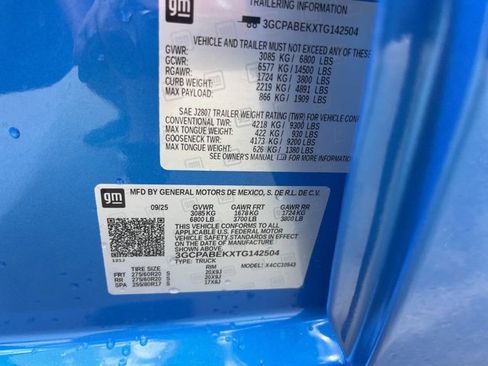 gm
TRAILERING INFORMATION
3GCPABEKXTG142504
VEHICLE AND TRAILER MUST NOT EXCEED ANY OF
GVWR: 3085 KG/ 6800 LBS
GCWR: 6577 KG/ 14500 LBS
RGAWR: 1724 KG/ 3800 LBS
CURB WEIGHT: 2219 KG/ 4891 LBS
MAX PAYLOAD: 866 KG/ 1909 LBS
SAE J2807 TRAILER WEIGHT RATING (TWR) FOR VEHICLE
CONVENTIONAL TWR: 4218 KG/ 9300 LBS
MAX TONGUE WT: 422 KG/ 930 LBS
GOOSENECK TWR: 4173 KG/ 9200 LBS
MAX TONGUE WT: 626 KG/ 1380 LBS
SEE OWNER'S MANUAL FOR MORE INFORMATION
gm
MFD BY GENERAL MOTORS DE MEXICO, S. DE R.L. DE C.V.
09/25 GVWR GAWR FRT GAWR RR
3085 KG 1678 KG 1724 KG
6800 LB 3700 LB 3800 LB
THIS VEHICLE CONFORMS TO ALL
APPLICABLE U.S. FEDERAL MOTOR
VEHICLE SAFETY AND THEFT
PREVENTION STANDARDS IN EFFECT ON
THE DATE OF MANUFACTURE SHOWN ABOVE.
3GCPABEKXTG142504
TYPE: TRUCK MODEL: X4CC10543
TIRE SIZE RIM
FRT 275/60R20 S 20X9J
RR 275/60R20 S 20X9J
SPA 255/80R17 S 17X8J